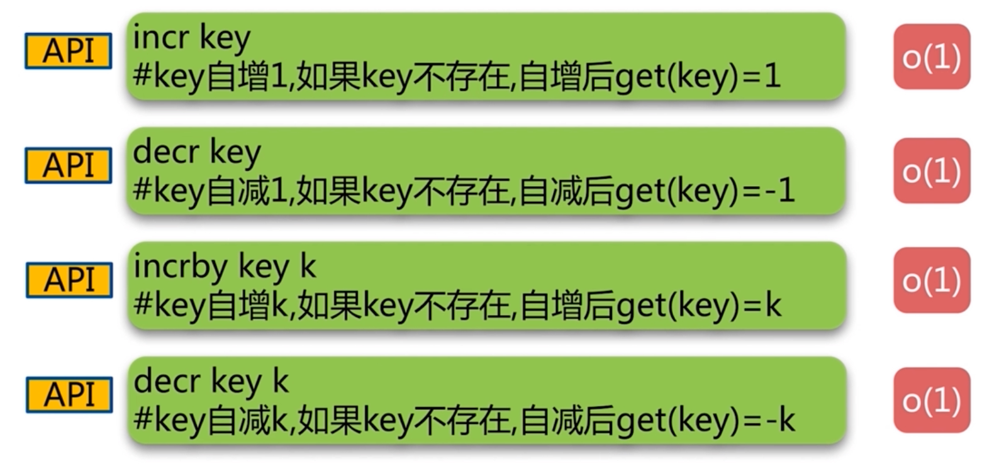 API
incr key
#key自增1,如果key不存在,自增后get(key)=1
o(1)
API
decr key
#key自减1,如果key不存在,自减后get(key)=-1
o(1)
API
incrby key k
#key自增k,如果key不存在,自增后get(key)=k
o(1)
API
decr key k
#key自减k,如果key不存在,自减后get(key)=-k
o(1)